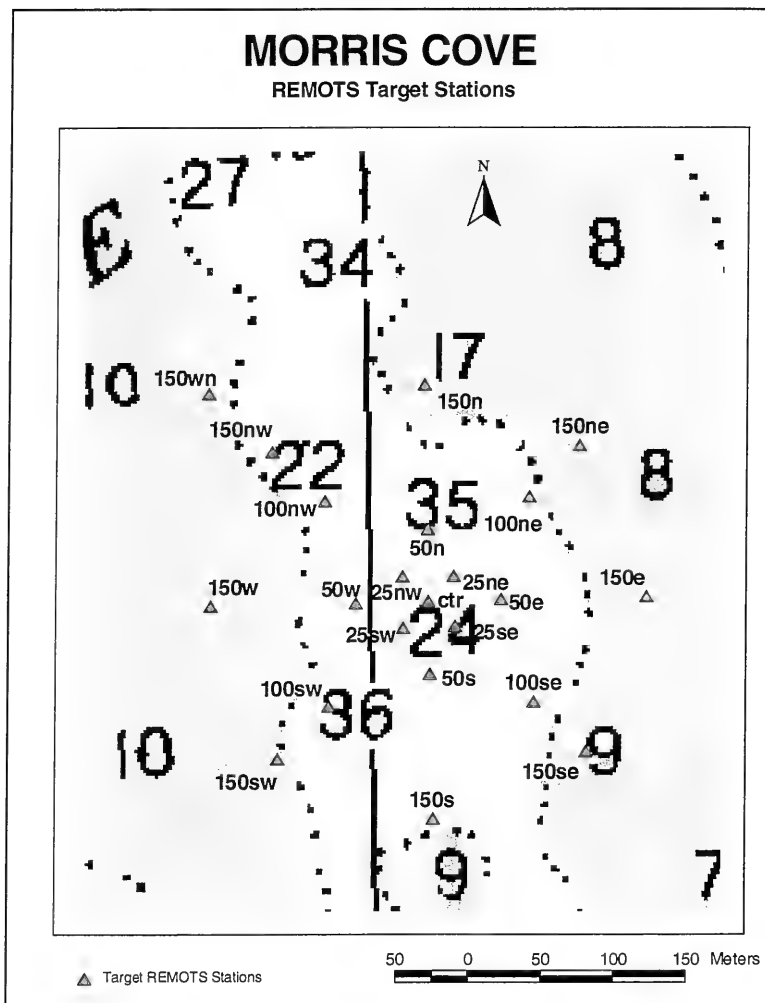 MORRIS COVE
REMOTS Target Stations
27
N
34
8
17
10
150wn
150n
150nw
150ne
22
8
35
100nw
100ne
50n
150w
50w
25nw
25ne
150e
ctr
50e
25sw
24
25se
50s
100sw
100se
36
10
9
150sw
150se
150s
9
7
50 0 50 100 150 Meters
Target REMOTS Stations